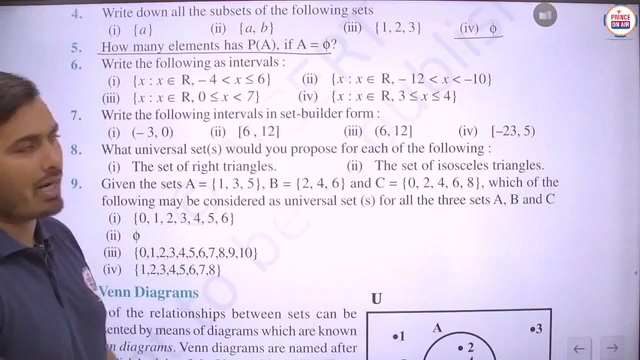 4. Write down all the subsets of the following sets
(i) {a} (ii) {a, b} (iii) {1, 2, 3} (iv) ϕ
5. How many elements has P(A), if A = ϕ?
6. Write the following as intervals :
(i) {x : x ∈ R, – 4 < x ≤ 6} (ii) {x : x ∈ R, – 12 < x < –10}
(iii) {x : x ∈ R, 0 ≤ x < 7} (iv) {x : x ∈ R, 3 ≤ x ≤ 4}
7. Write the following intervals in set-builder form :
(i) (– 3, 0) (ii) [6 , 12] (iii) (6, 12] (iv) [–23, 5)
8. What universal set(s) would you propose for each of the following :
(i) The set of right triangles. (ii) The set of isosceles triangles.
9. Given the sets A = {1, 3, 5}, B = {2, 4, 6} and C = {0, 2, 4, 6, 8}, which of the
following may be considered as universal set (s) for all the three sets A, B and C
(i) {0, 1, 2, 3, 4, 5, 6}
(ii) ϕ
(iii) {0,1,2,3,4,5,6,7,8,9,10}
(iv) {1,2,3,4,5,6,7,8}
Venn Diagrams
of the relationships between sets can be
by means of diagrams which are known
diagrams. Venn diagrams are named after
U
A
1
2
3
PRINCE
ON AIR